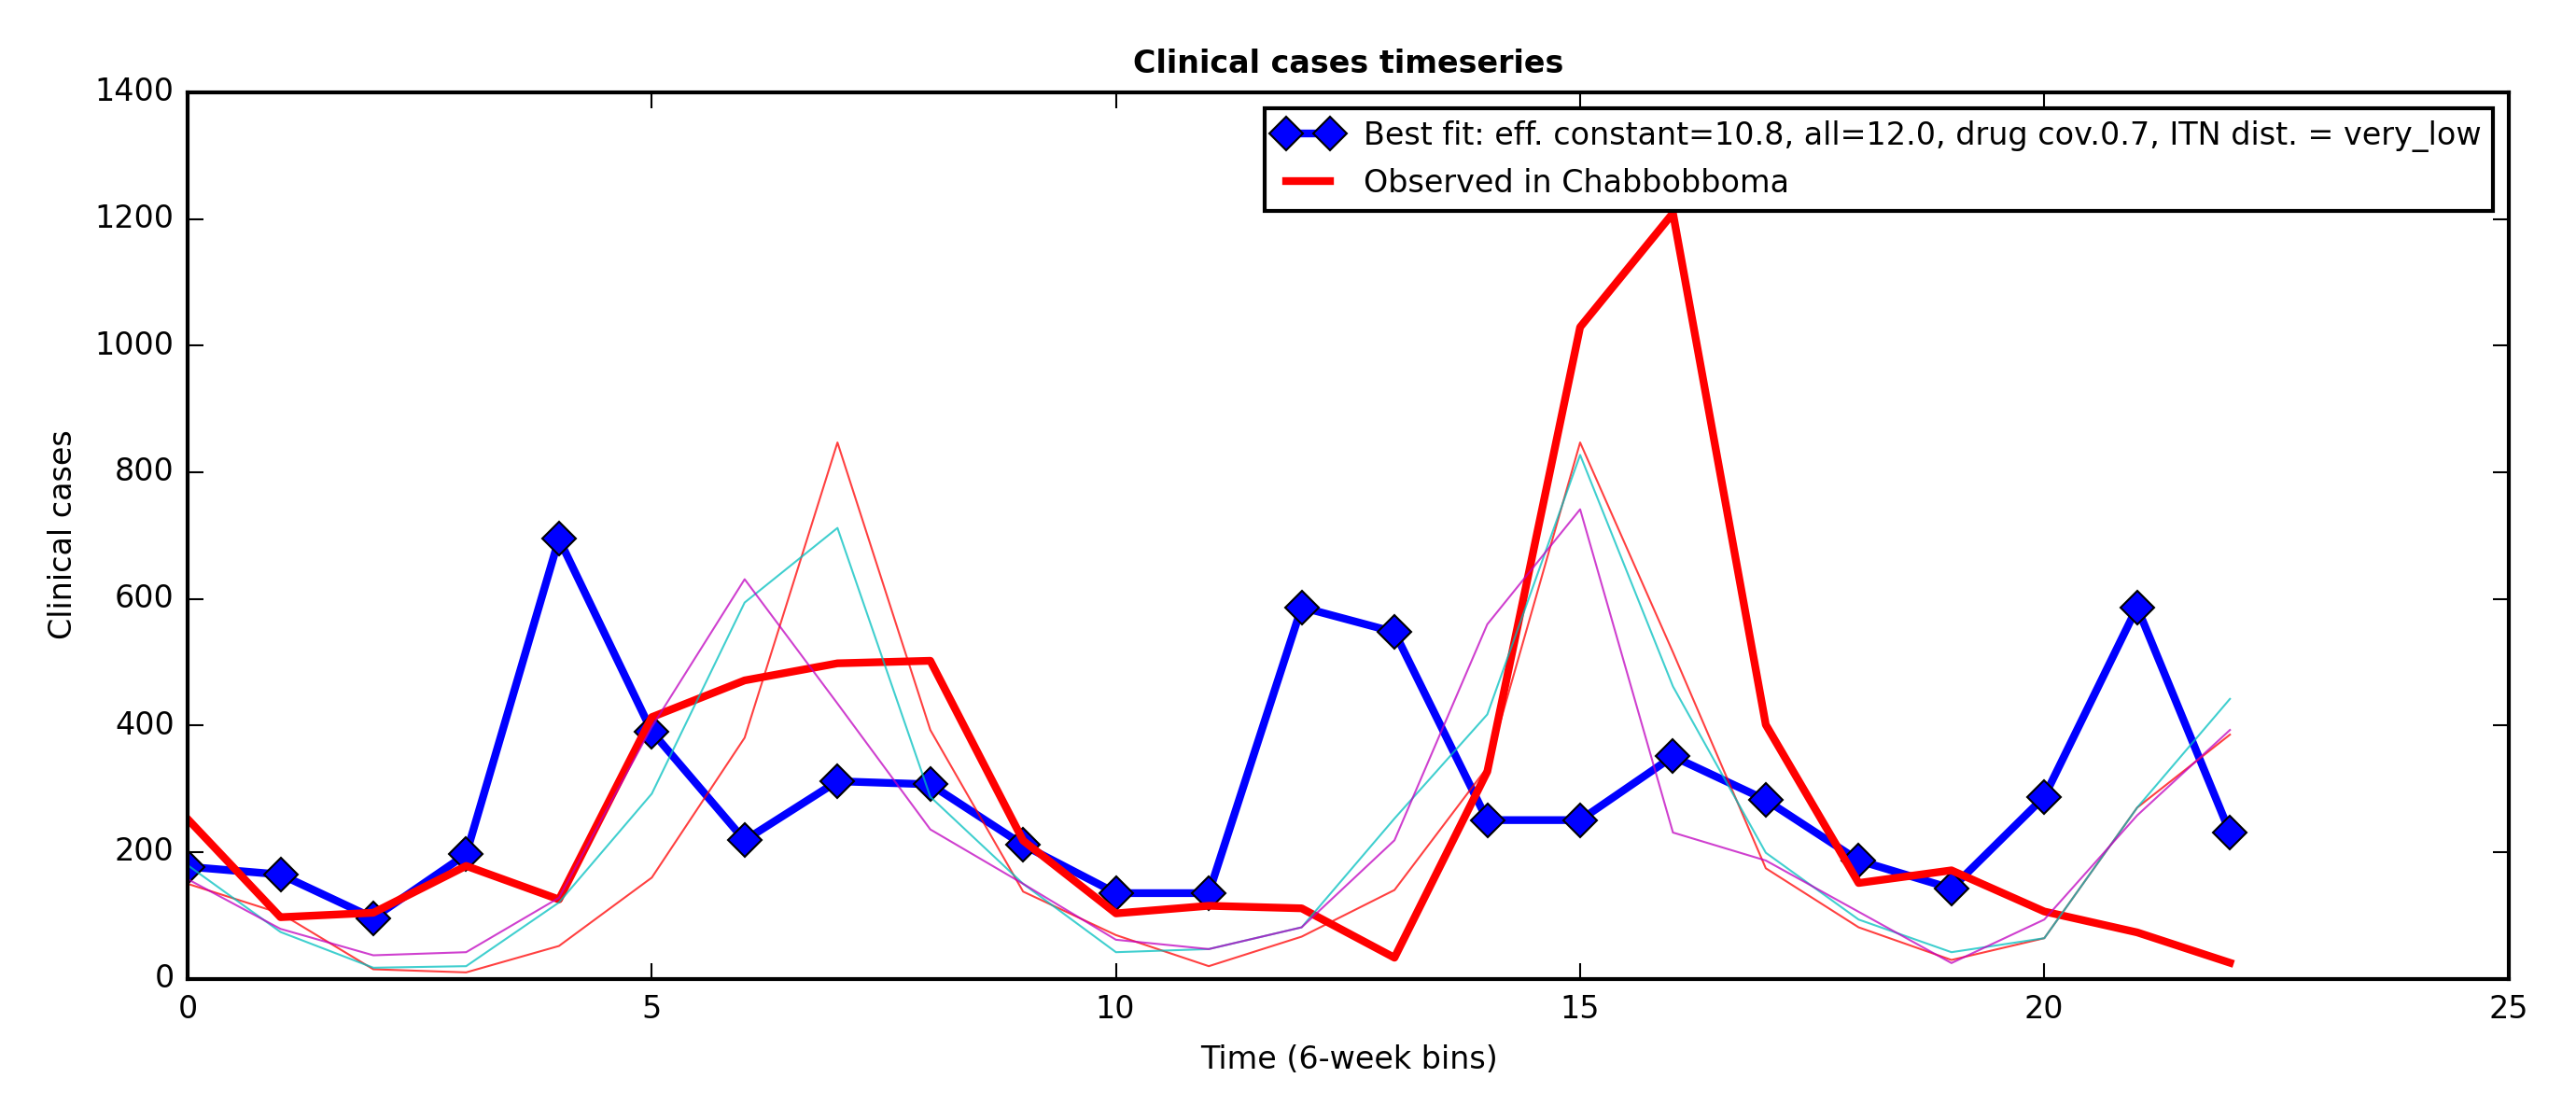 Clinical cases timeseries
1400
1200
1000
800
600
400
200
0
Clinical cases
Best fit: eff. constant=10.8, all=12.0, drug cov.0.7, ITN dist. = very_low
Observed in Chabbobboma
0 5 10 15 20 25
Time (6-week bins)